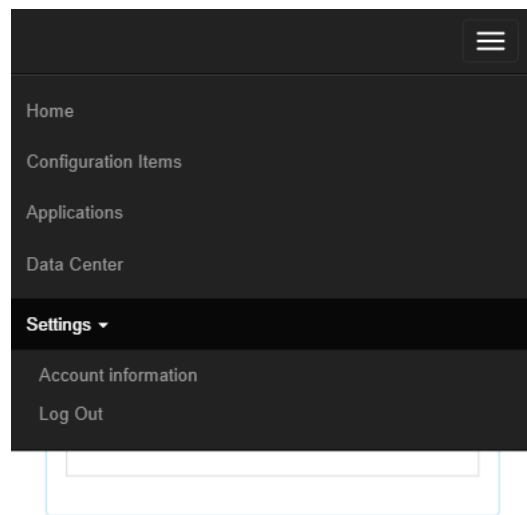 Home
Configuration Items
Applications
Data Center
Settings
Account information
Log Out